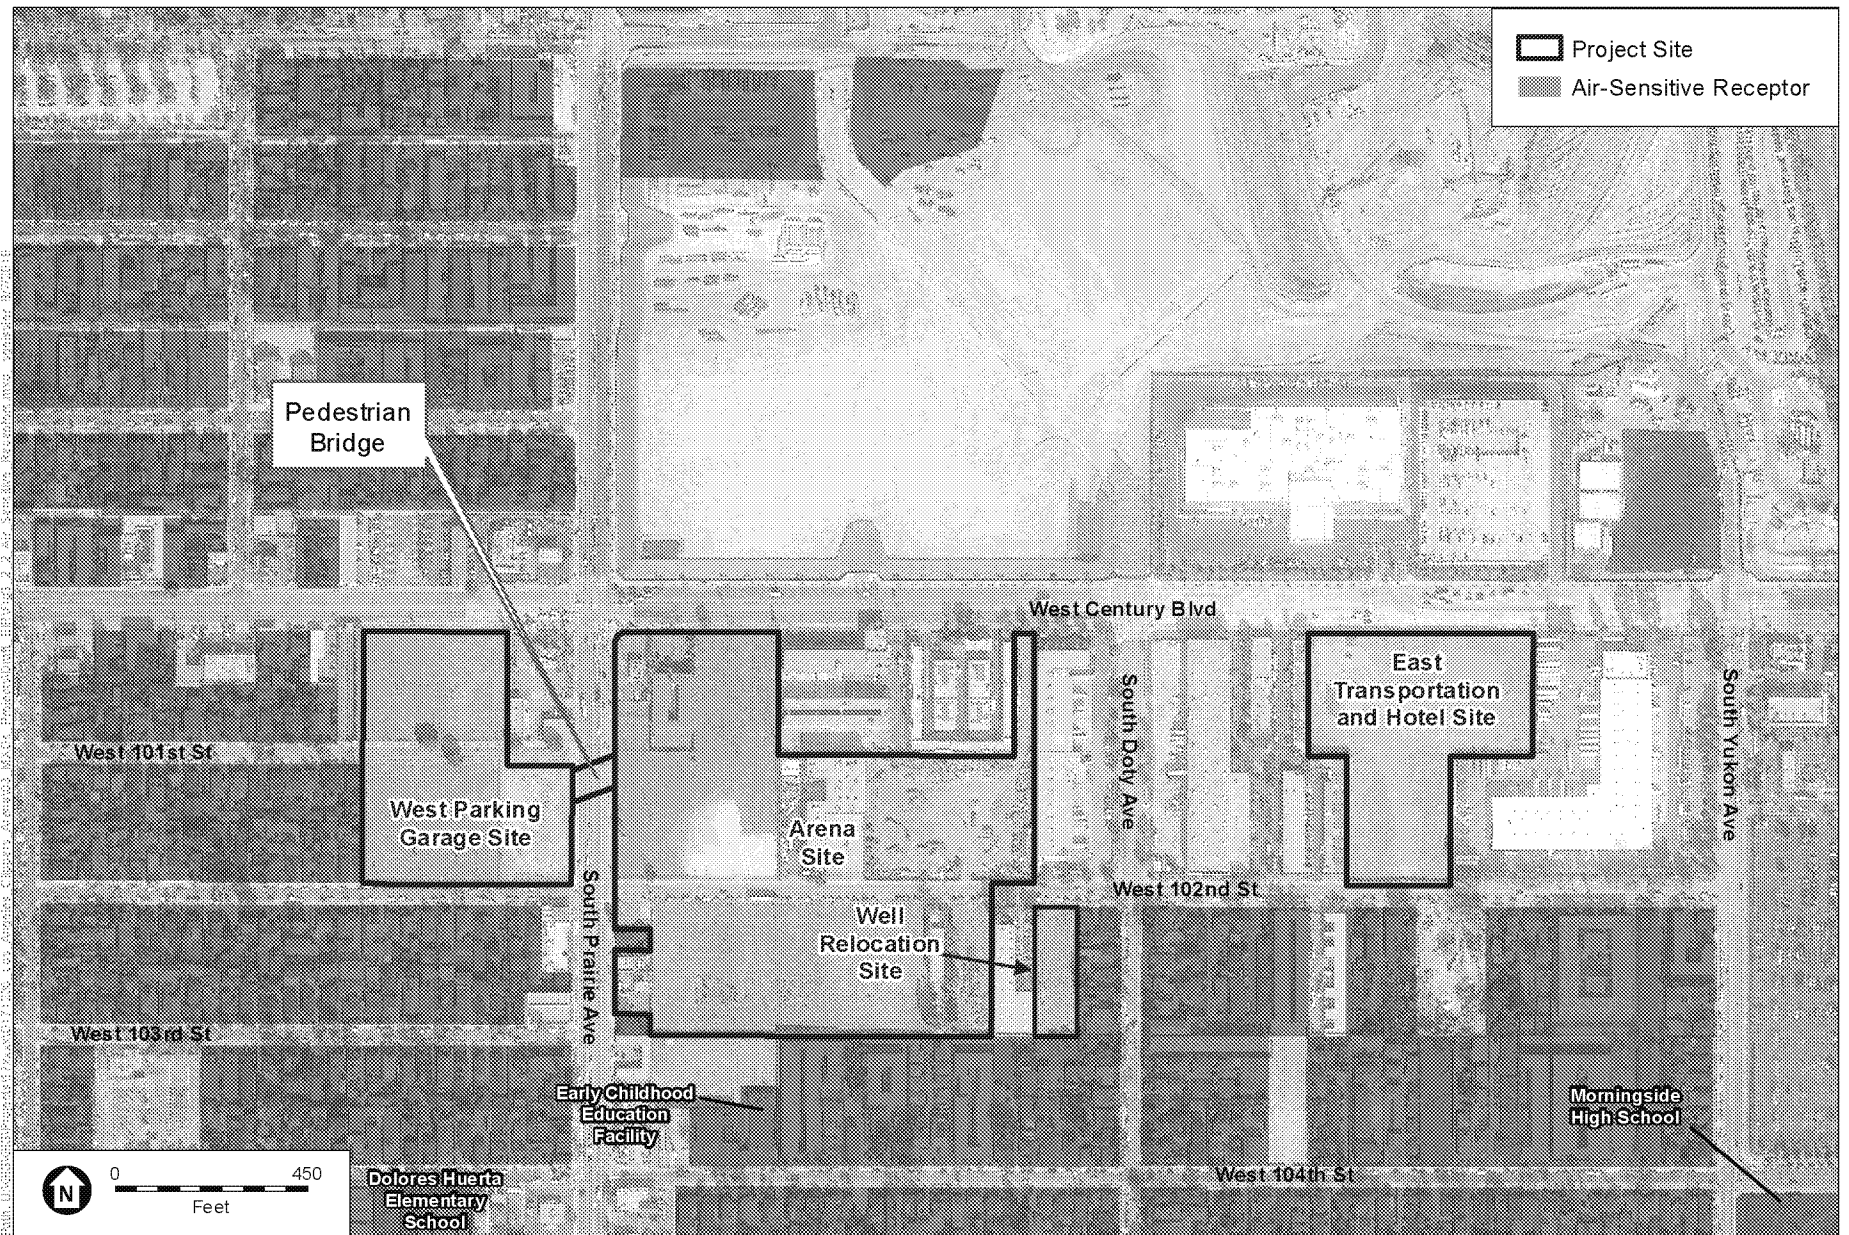 Project Site
Air-Sensitive Receptor
Pedestrian
Bridge
West Century Blvd
East
Transportation
and Hotel Site
South Doty Ave
South Yukon Ave
West 101st St
West Parking
Garage Site
Arena
Site
South Prairie Ave
West 102nd St
Well
Relocation
Site
West 103rd St
Early Childhood
Education
Facility
Morningside
High School
West 104th St
Dolores Huerta
Elementary
School
N
0
450
Feet